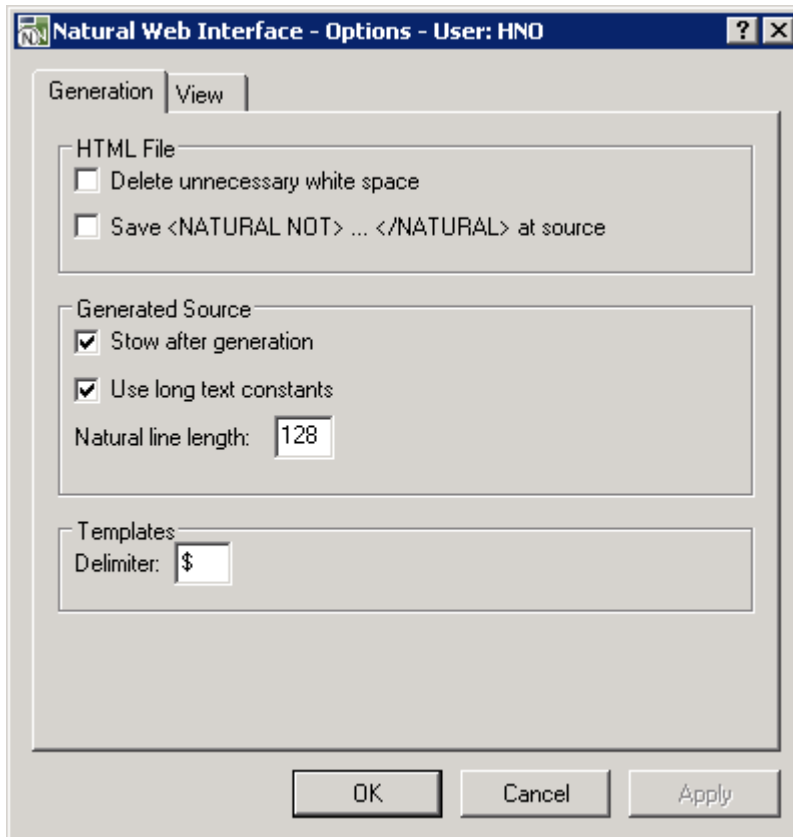 Natural Web Interface - Options - User: HNO
Generation View
HTML File
Delete unnecessary white space
Save <NATURAL NOT> ... </NATURAL> at source
Generated Source
Stow after generation
Use long text constants
Natural line length: 128
Templates
Delimiter: $
OK Cancel Apply